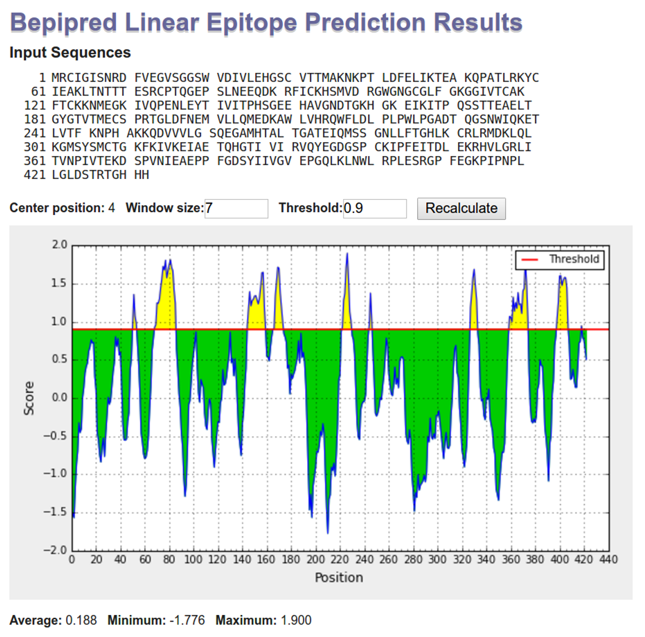 Bepipred Linear Epitope Prediction Results
Input Sequences
1 MRCIGISNRD FVEGVSGGSW VDIVLEHGSC VTTMAKNKPT LDFELIKTEA KQPATLRKYC
61 IEAKLTNTTT ESRCPTQGEP SLNEEQDK RFICKHSMVD RGWGNGCGLF GKGGIVTCAK
121 FTCKKNMEGK IVQPENLEYT IVITPHSGEE HAVGNDTGKH GK EIKITP QSSTTEAELT
181 GYGTVTMECS PRTGLDFNEM VLLQMEDKAW LVHRQWFLDL PLPWLPGADT QGSNWIQKET
241 LVTF KNPH AKKQDVVVLG SQEGAMHTAL TGATEIQMSS GNLLFTGHLK CRLRMDKLQL
301 KGMSYSMCTG KFKIVKEIAE TQHGTI VI RVQYEGDGSP CKIPFEITDL EKRHVLGRLI
361 TVNPIVTEKD SPVNIEAEPP FGDSYIIVGV EPGQLKLNWL RPLESRGP FEGKPIPNPL
421 LGLDSTRTGH HH
Center position: 4 Window size: 7 Threshold: 0.9 Recalculate
Threshold
2.0
1.5
1.0
0.5
0.0
−0.5
−1.0
−1.5
−2.0
Score
0 20 40 60 80 100 120 140 160 180 200 220 240 260 280 300 320 340 360 380 400 420 440
Position
Average: 0.188 Minimum: -1.776 Maximum: 1.900